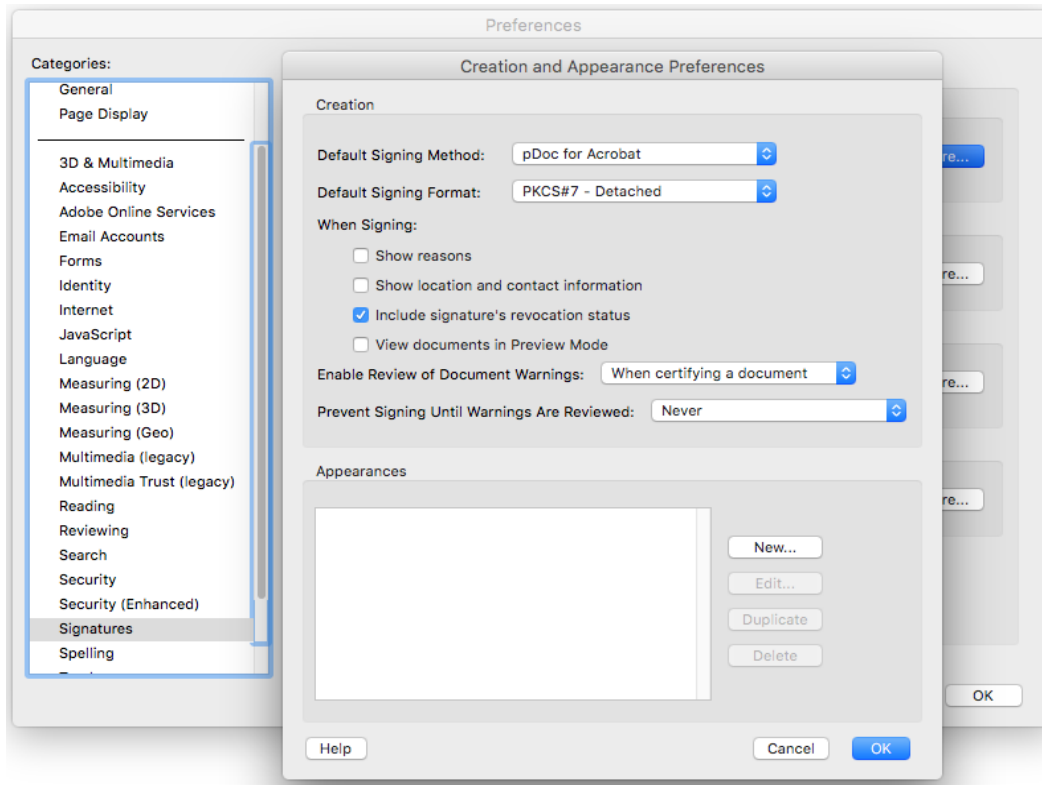 Preferences
Categories:
General
Page Display
3D & Multimedia
Accessibility
Adobe Online Services
Email Accounts
Forms
Identity
Internet
JavaScript
Language
Measuring (2D)
Measuring (3D)
Measuring (Geo)
Multimedia (legacy)
Multimedia Trust (legacy)
Reading
Reviewing
Search
Security
Security (Enhanced)
Signatures
Spelling
Creation and Appearance Preferences
Creation
Default Signing Method: pDoc for Acrobat
Default Signing Format: PKCS#7 - Detached
When Signing:
Show reasons
Show location and contact information
Include signature's revocation status
View documents in Preview Mode
Enable Review of Document Warnings: When certifying a document
Prevent Signing Until Warnings Are Reviewed: Never
Appearances
New...
Edit...
Duplicate
Delete
Help
Cancel
OK
re...
re...
re...
re...
OK